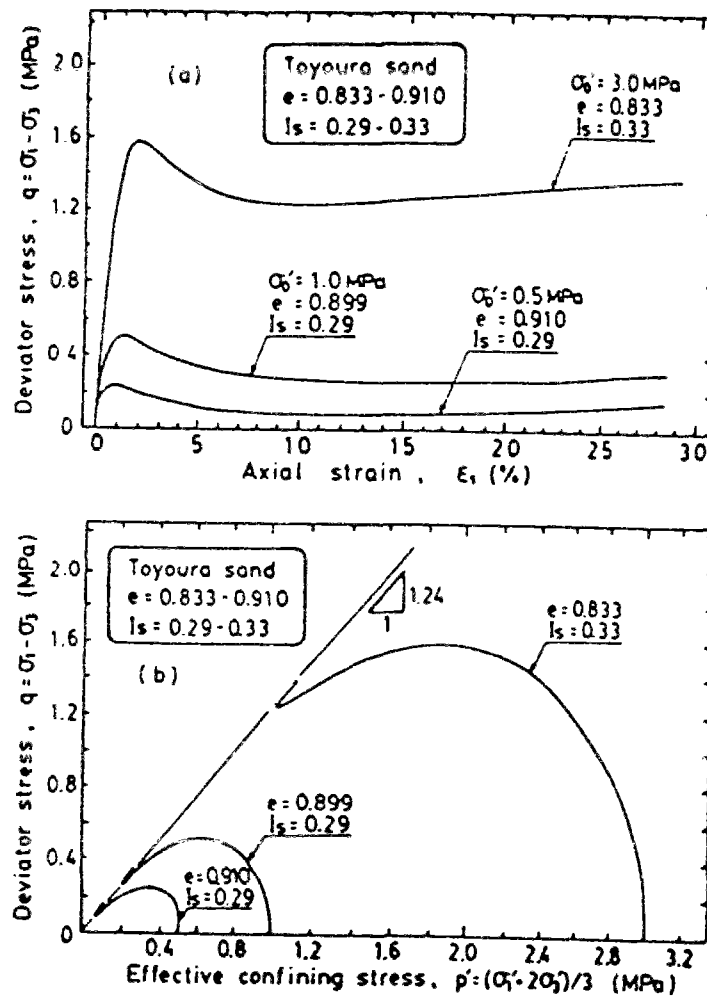 Deviator stress, q = σ₁-σ₃ (MPa)
2.0
1.6
1.2
0.8
0.4
0
(a)
Toyoura sand
e = 0.833-0.910
Is = 0.29-0.33
σ₀' = 3.0 MPa
e = 0.833
Is = 0.33
σ₀' = 1.0 MPa
e = 0.899
Is = 0.29
σ₀' = 0.5 MPa
e = 0.910
Is = 0.29
0 5 10 15 20 25 30
Axial strain, ε₁ (%)
Deviator stress, q = σ₁-σ₃ (MPa)
2.0
1.6
1.2
0.8
0.4
0
Toyoura sand
e = 0.833-0.910
Is = 0.29-0.33
(b)
1.24
1
e = 0.833
Is = 0.33
e = 0.899
Is = 0.29
e = 0.910
Is = 0.29
0.4 0.8 1.2 1.6 2.0 2.4 2.8 3.2
Effective confining stress, p' = (σ₁'+2σ₃')/3 (MPa)